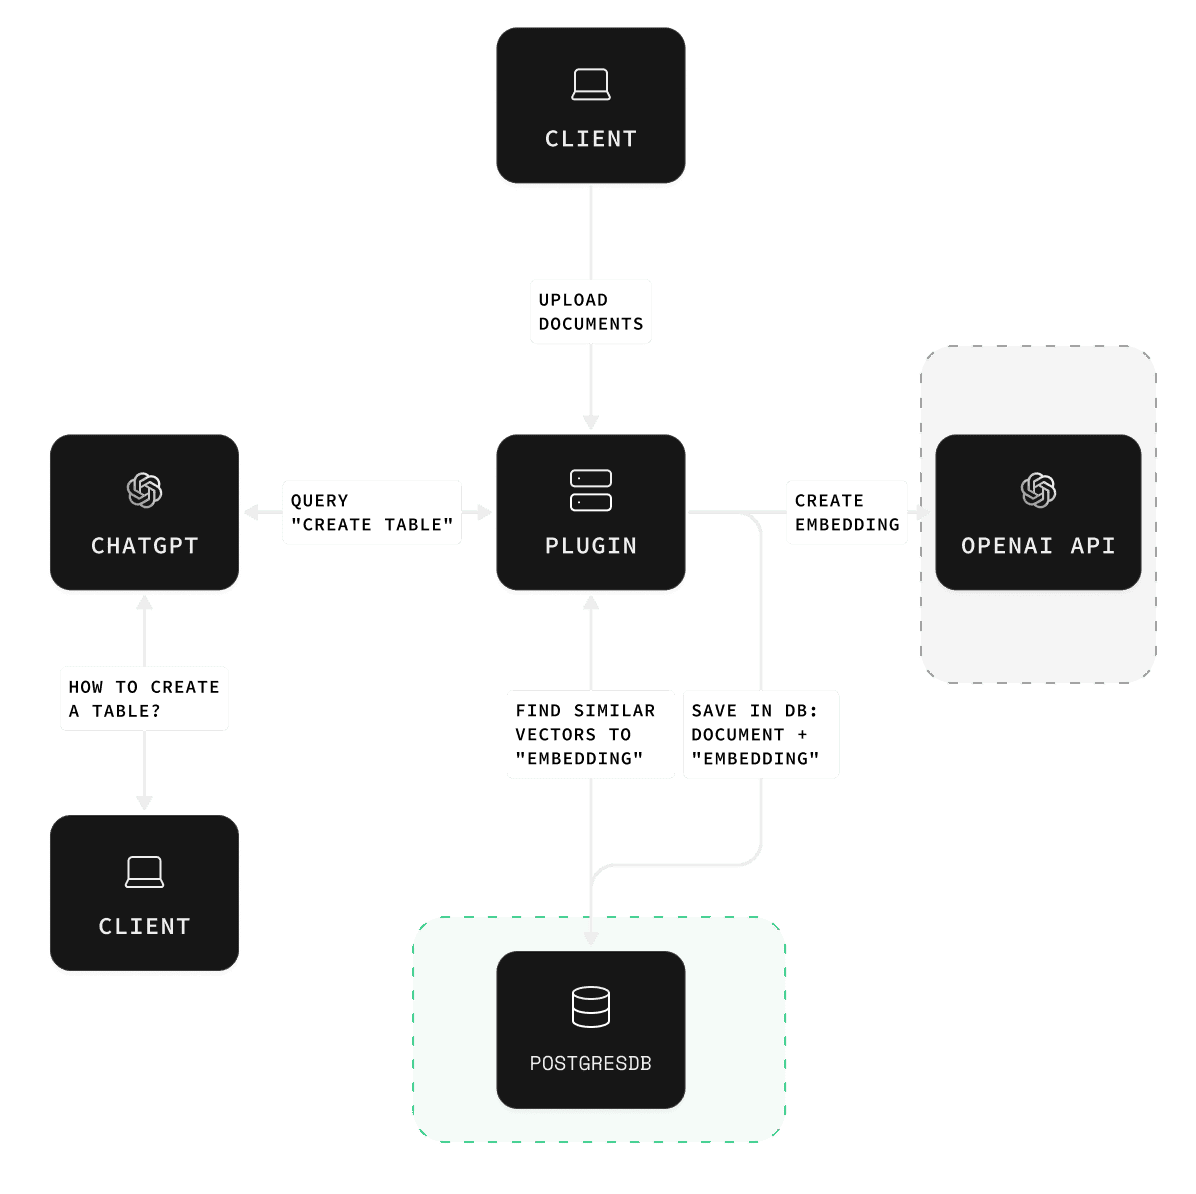 CLIENT
UPLOAD
DOCUMENTS
CHATGPT
QUERY
"CREATE TABLE"
PLUGIN
CREATE
EMBEDDING
OPENAI API
HOW TO CREATE
A TABLE?
FIND SIMILAR
VECTORS TO
"EMBEDDING"
SAVE IN DB:
DOCUMENT +
"EMBEDDING"
CLIENT
POSTGRESDB